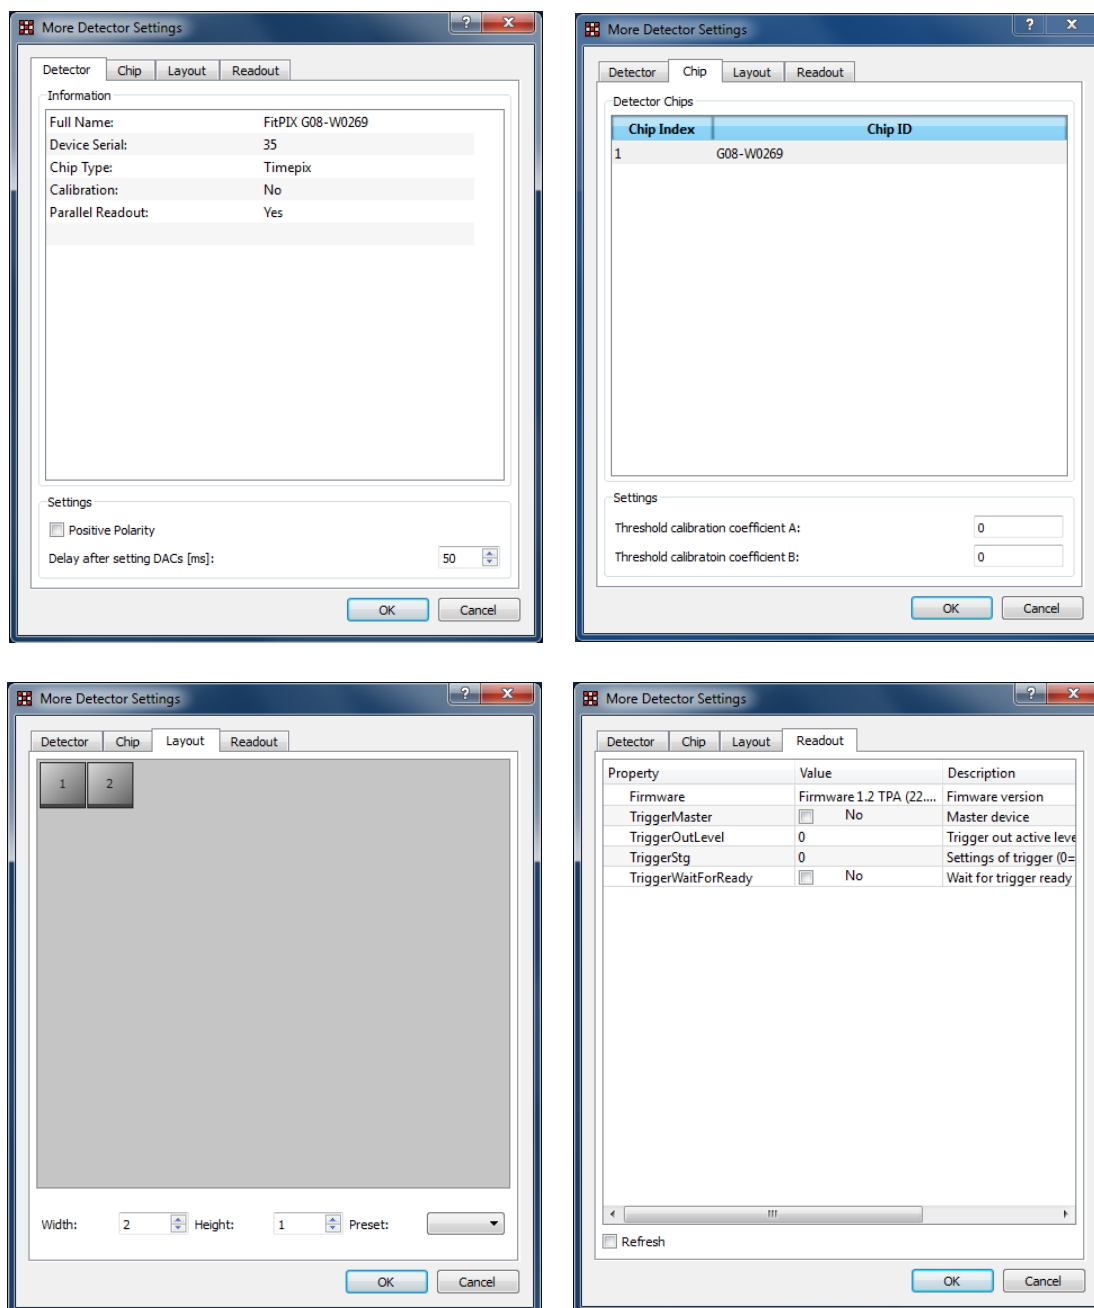 More Detector Settings
Detector Chip Layout Readout
Information
Full Name: FitPIX G08-W0269
Device Serial: 35
Chip Type: Timepix
Calibration: No
Parallel Readout: Yes
Settings
Positive Polarity
Delay after setting DACs [ms]: 50
OK Cancel
More Detector Settings
Detector Chip Layout Readout
Detector Chips
Chip Index Chip ID
1 G08-W0269
Settings
Threshold calibration coefficient A: 0
Threshold calibratoin coefficient B: 0
OK Cancel
More Detector Settings
Detector Chip Layout Readout
1 2
Width: 2 Height: 1 Preset:
OK Cancel
More Detector Settings
Detector Chip Layout Readout
Property Value Description
Firmware Firmware 1.2 TPA (22.... Fimware version
TriggerMaster No Master device
TriggerOutLevel 0 Trigger out active leve
TriggerStg 0 Settings of trigger (0=
TriggerWaitForReady No Wait for trigger ready
Refresh
OK Cancel